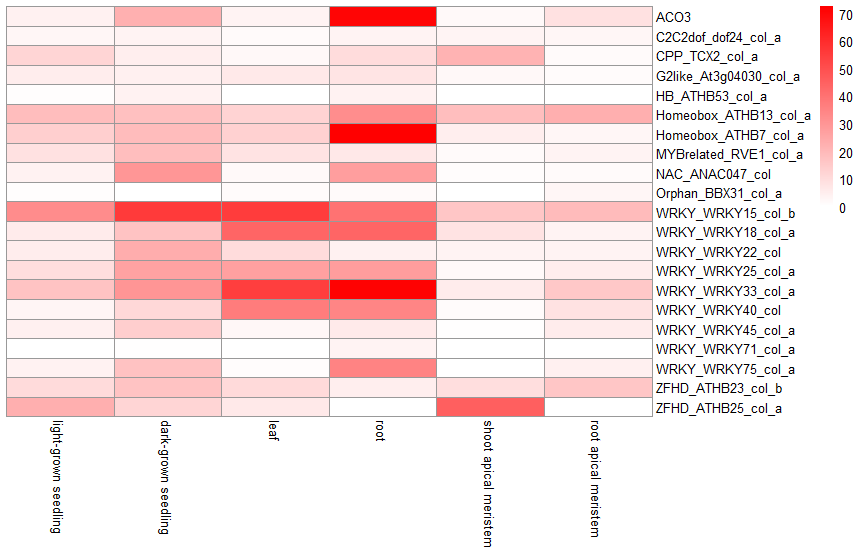 ACO3
C2C2dof_dof24_col_a
CPP_TCX2_col_a
G2like_At3g04030_col_a
HB_ATHB53_col_a
Homeobox_ATHB13_col_a
Homeobox_ATHB7_col_a
MYBrelated_RVE1_col_a
NAC_ANAC047_col
Orphan_BBX31_col_a
WRKY_WRKY15_col_b
WRKY_WRKY18_col_a
WRKY_WRKY22_col
WRKY_WRKY25_col_a
WRKY_WRKY33_col_a
WRKY_WRKY40_col
WRKY_WRKY45_col_a
WRKY_WRKY71_col_a
WRKY_WRKY75_col_a
ZFHD_ATHB23_col_b
ZFHD_ATHB25_col_a
70
60
50
40
30
20
10
0
light-grown seedling
dark-grown seedling
leaf
root
shoot apical meristem
root apical meristem